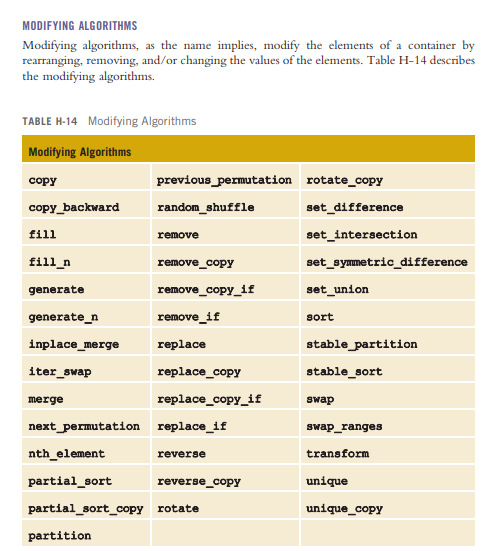 MODIFYING ALGORITHMS
Modifying algorithms, as the name implies, modify the elements of a container by
rearranging, removing, and/or changing the values of the elements. Table H-14 describes
the modifying algorithms.
TABLE H-14 Modifying Algorithms
Modifying Algorithms
copy previous_permutation rotate_copy
copy_backward random_shuffle set_difference
fill remove set_intersection
fill_n remove_copy set_symmetric_difference
generate remove_copy_if set_union
generate_n remove_if sort
inplace_merge replace stable_partition
iter_swap replace_copy stable_sort
merge replace_copy_if swap
next_permutation replace_if swap_ranges
nth_element reverse transform
partial_sort reverse_copy unique
partial_sort_copy rotate unique_copy
partition